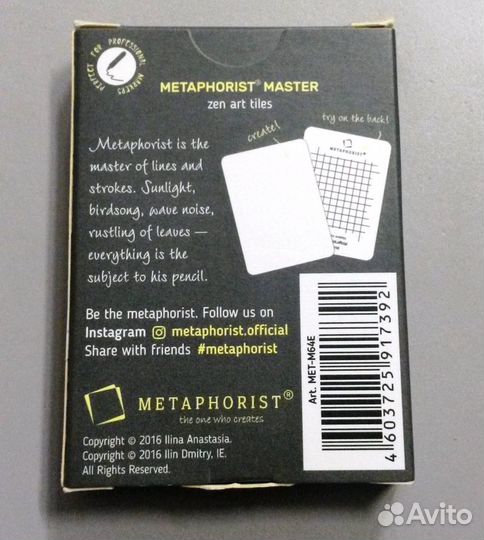 PERFECT FOR PROFESSIONAL MARKERS
METAPHORIST® MASTER
zen art tiles
create!
try on the back!
METAPHORIST®
Metaphorist is the
master of lines and
strokes. Sunlight,
birdsong, wave noise,
rustling of leaves —
everything is the
subject to his pencil.
Be the metaphorist. Follow us on
Instagram metaphorist.official
Share with friends #metaphorist
METAPHORIST®
the one who creates
Copyright © 2016 Ilina Anastasia.
Copyright © 2016 Ilin Dmitry, IE.
All Rights Reserved.
Art. MET-M64E
4603725917392
Avito